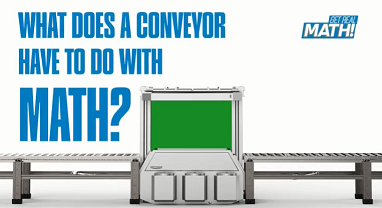 WHAT DOES A CONVEYOR
HAVE TO DO WITH
MATH?
GET REAL
MATH!